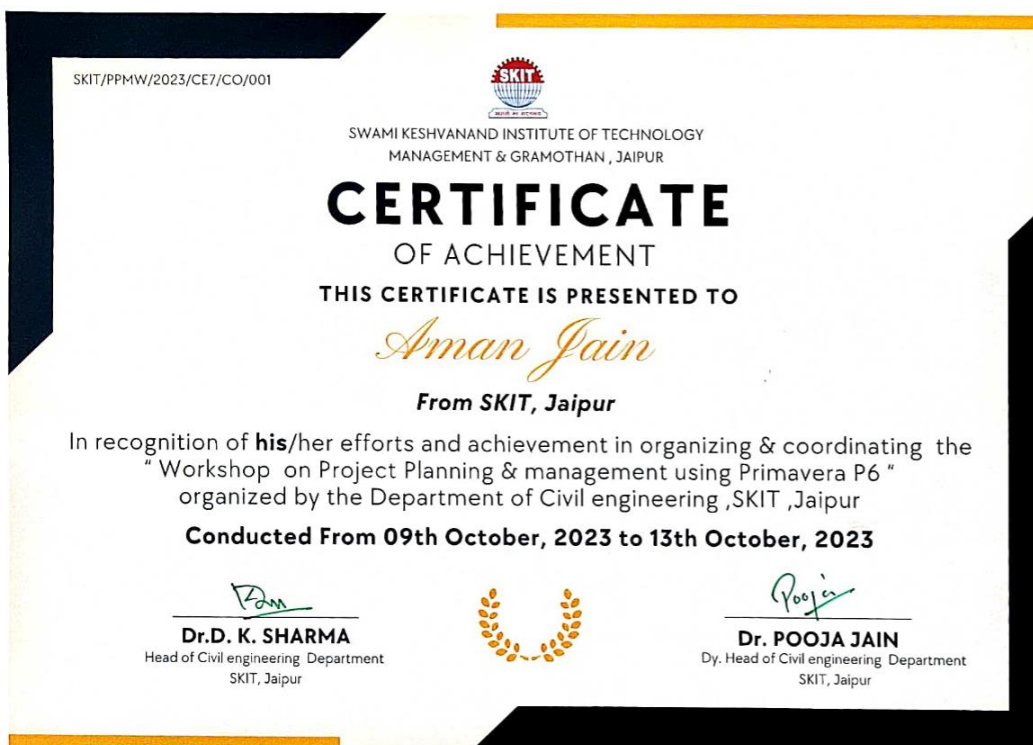 SKIT/PPMW/2023/CE7/CO/001
SKIT
SWAMI KESHVANAND INSTITUTE OF TECHNOLOGY
MANAGEMENT & GRAMOTHAN , JAIPUR
CERTIFICATE
OF ACHIEVEMENT
THIS CERTIFICATE IS PRESENTED TO
Aman Jain
From SKIT, Jaipur
In recognition of his/her efforts and achievement in organizing & coordinating the
" Workshop on Project Planning & management using Primavera P6 "
organized by the Department of Civil engineering ,SKIT ,Jaipur
Conducted From 09th October, 2023 to 13th October, 2023
Pooja
Dr.D. K. SHARMA
Head of Civil engineering Department
SKIT, Jaipur
Dr. POOJA JAIN
Dy. Head of Civil engineering Department
SKIT, Jaipur